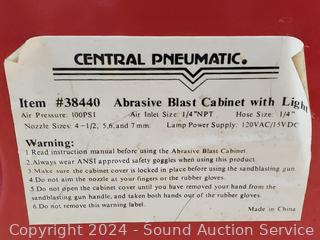 CENTRAL PNEUMATIC®
Item #38440 Abrasive Blast Cabinet with Ligh
Air Pressure: 100PSI Air Inlet Size: 1/4"NPT Hose Size: 1/4"
Nozzle Sizes: 4-1/2, 5,6, and 7mm. Lamp Power Supply: 120VAC/15VDC
Warning:
1.Read instruction manual before using the Abrasive Blast Cabinet.
2.Always wear ANSI approved safety goggles when using this product.
3.Make sure the cabinet cover is locked in place before using the sandblasting gun.
4.Do not aim the nozzle at your fingers or the rubber gloves.
5.Do not open the cabinet cover until you have removed your hand from the
sandblasting gun handle, and taken both hands out of the rubber gloves.
6.Do not remove this warning label.
Made in China
Copyright 2024 - Sound Auction Service